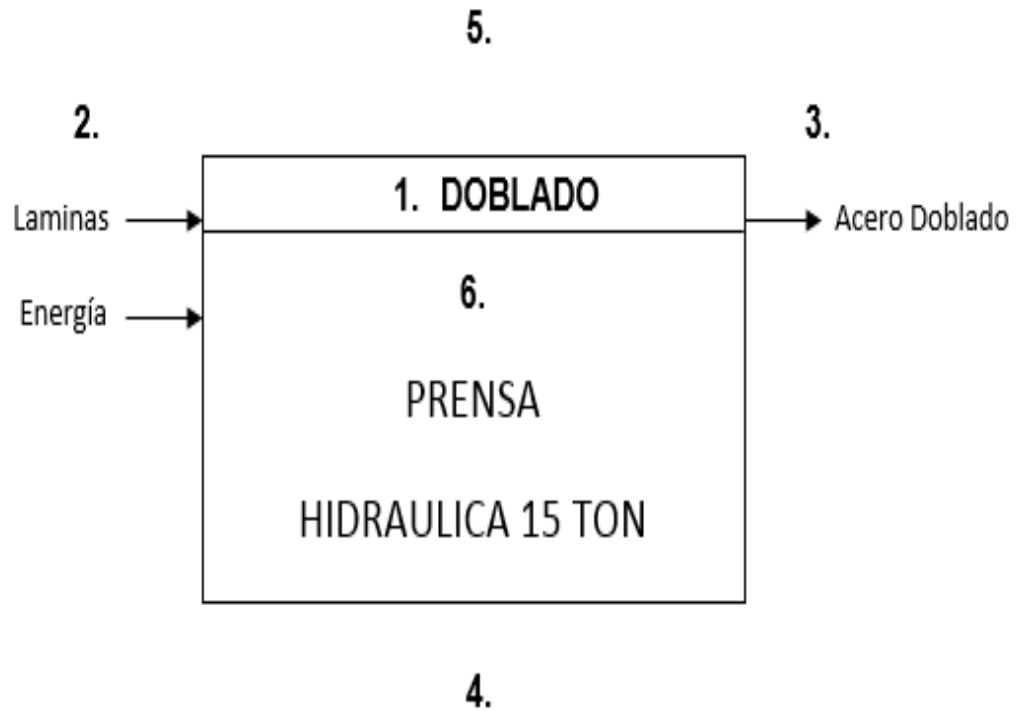 5.
2.
3.
1. DOBLADO
Laminas
Acero Doblado
6.
Energía
PRENSA
HIDRAULICA 15 TON
4.